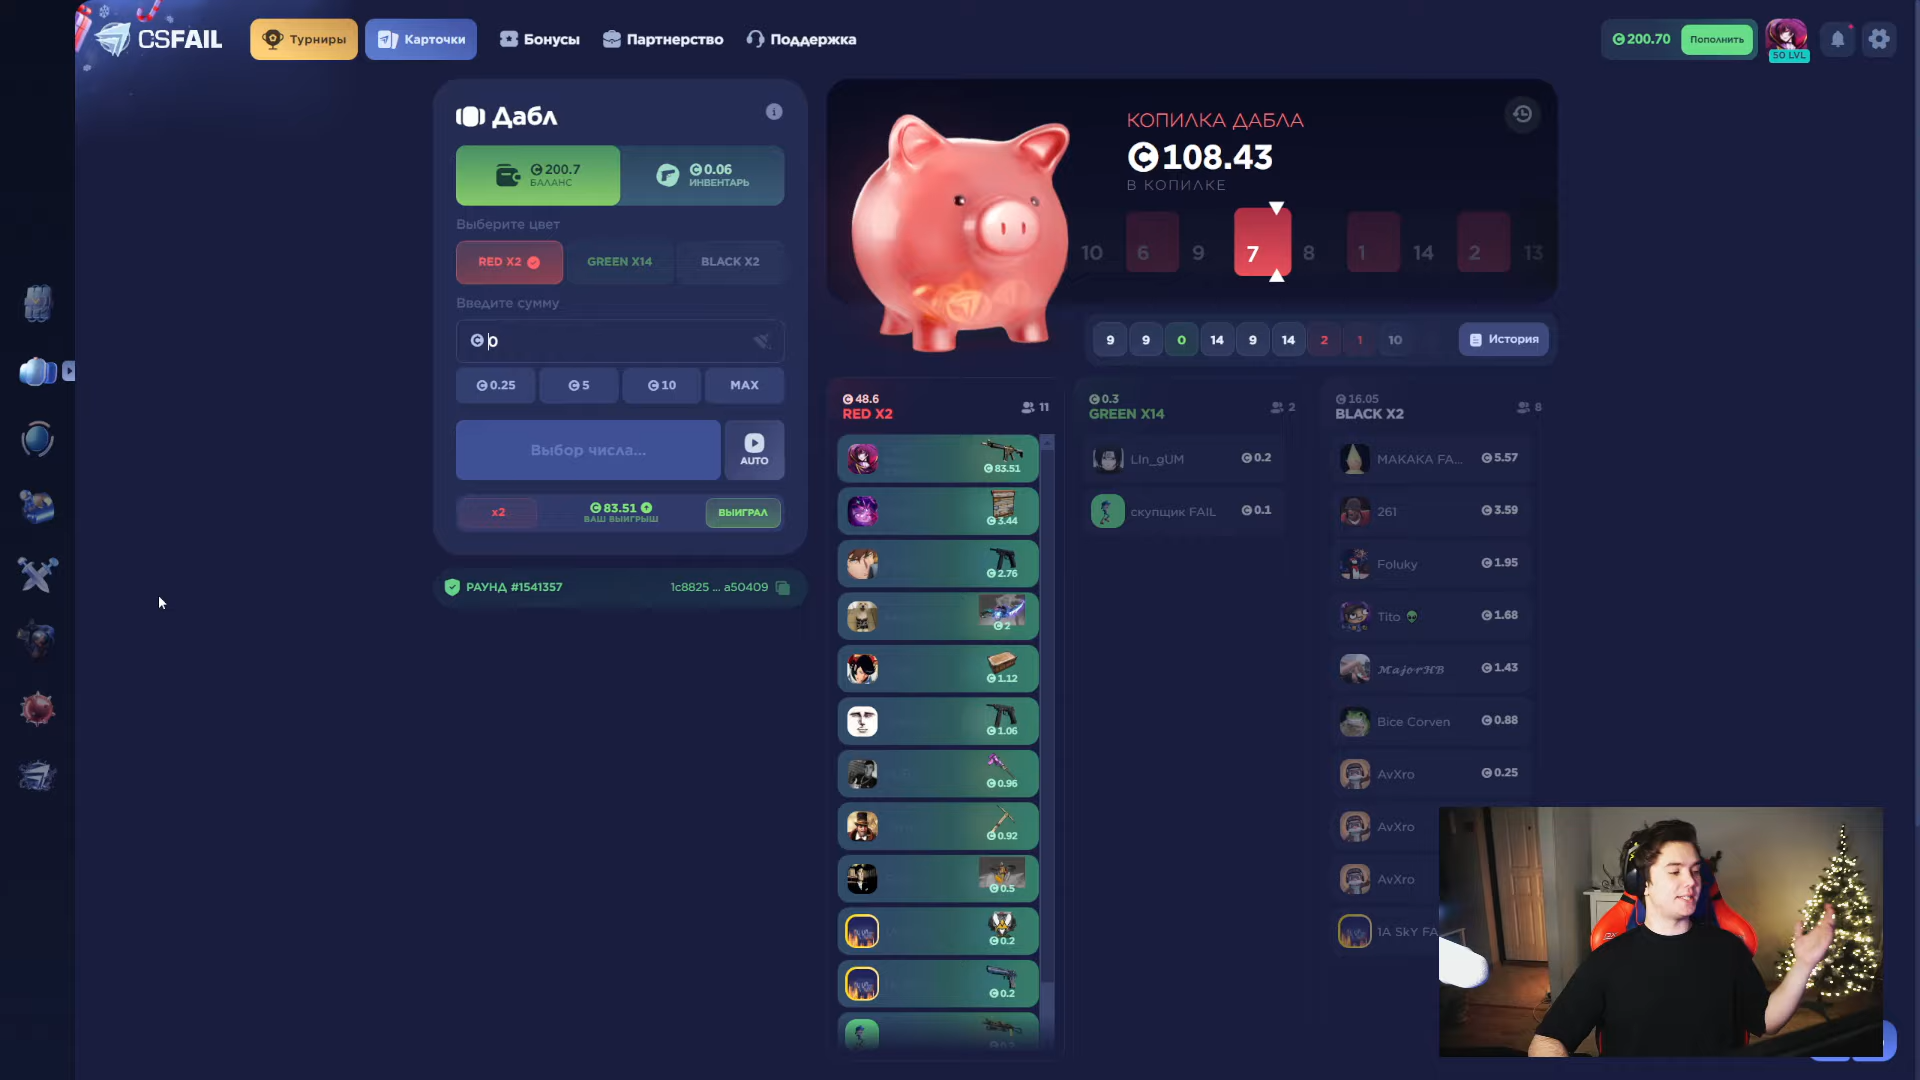 CSFAIL
Турниры
Карточки
Бонусы
Партнерство
Поддержка
200.70
Пополнить
50 LVL
Дабл
200.7
БАЛАНС
0.06
ИНВЕНТАРЬ
Выберите цвет
RED X2
GREEN X14
BLACK X2
Введите сумму
0
0.25
5
10
MAX
Выбор числа...
AUTO
x2
83.51
ВАШ ВЫИГРЫШ
ВЫИГРАЛ
РАУНД #1541357
1c8825 ... a50409
КОПИЛКА ДАБЛА
108.43
В КОПИЛКЕ
10 6 9 7 8 1 14 2 13
9 9 0 14 9 14 2 1 10
История
48.6
RED X2
11
83.51
3.44
2.76
2
1.12
1.06
0.96
0.92
0.5
0.2
0.2
0.3
GREEN X14
2
LIn_gUM 0.2
скупщик FAIL 0.1
16.05
BLACK X2
8
MAKAKA FA... 5.57
261 3.59
Foluky 1.95
Tito 1.68
MajorHB 1.43
Bice Corven 0.88
AvXro 0.25
AvXro
AvXro
1A SkY FA